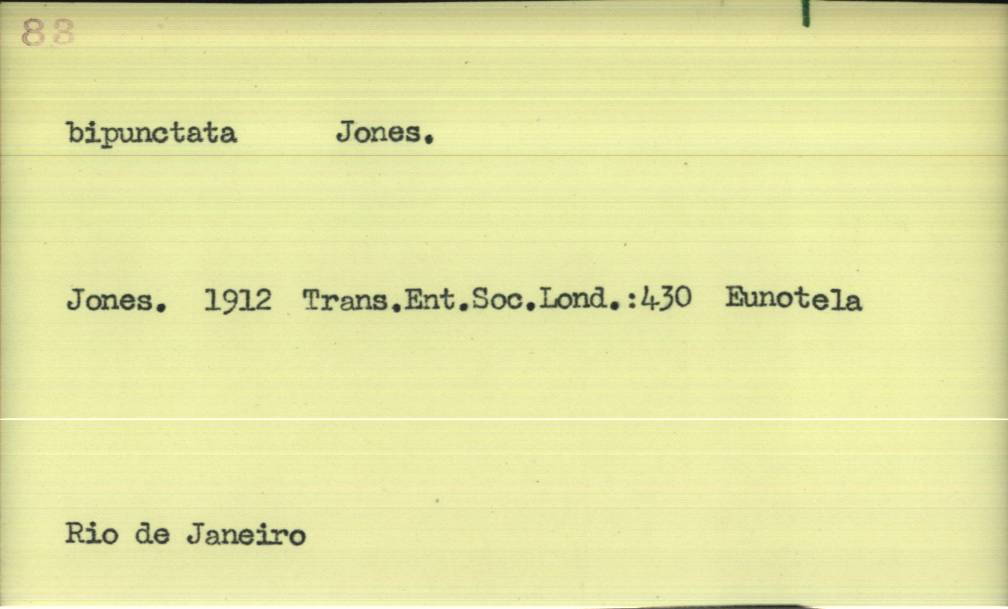 88
bipunctata Jones.
Jones. 1912 Trans.Ent.Soc.Lond.:430 Eunotela
Rio de Janeiro